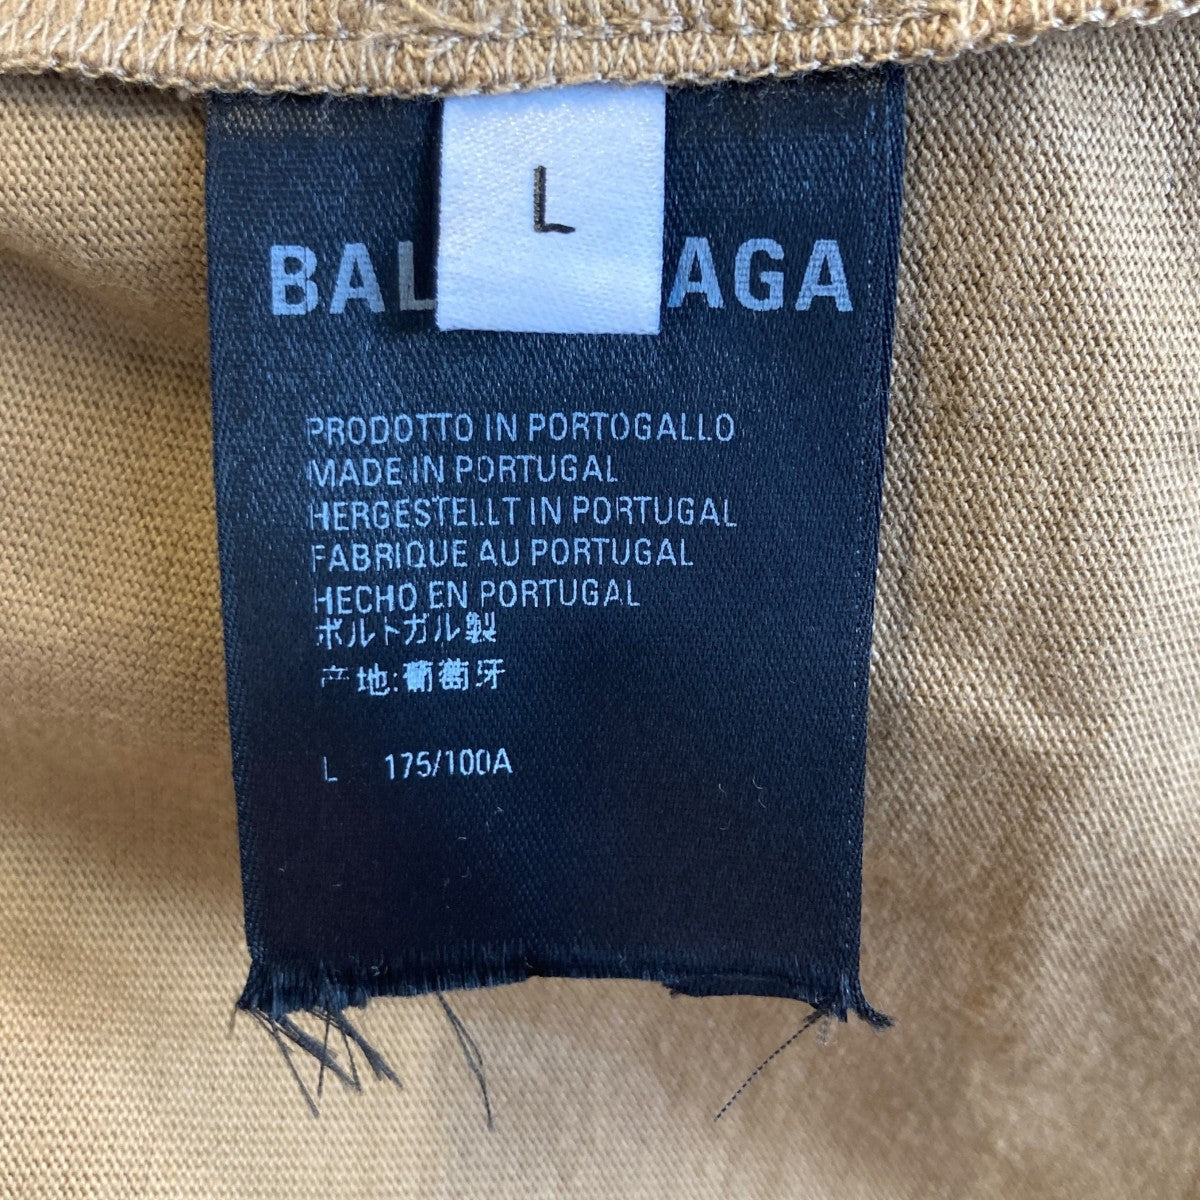 L
BAL AGA
PRODOTTO IN PORTOGALLO
MADE IN PORTUGAL
HERGESTELLT IN PORTUGAL
FABRIQUE AU PORTUGAL
HECHO EN PORTUGAL
ポルトガル製
产地:葡萄牙
L 175/100A